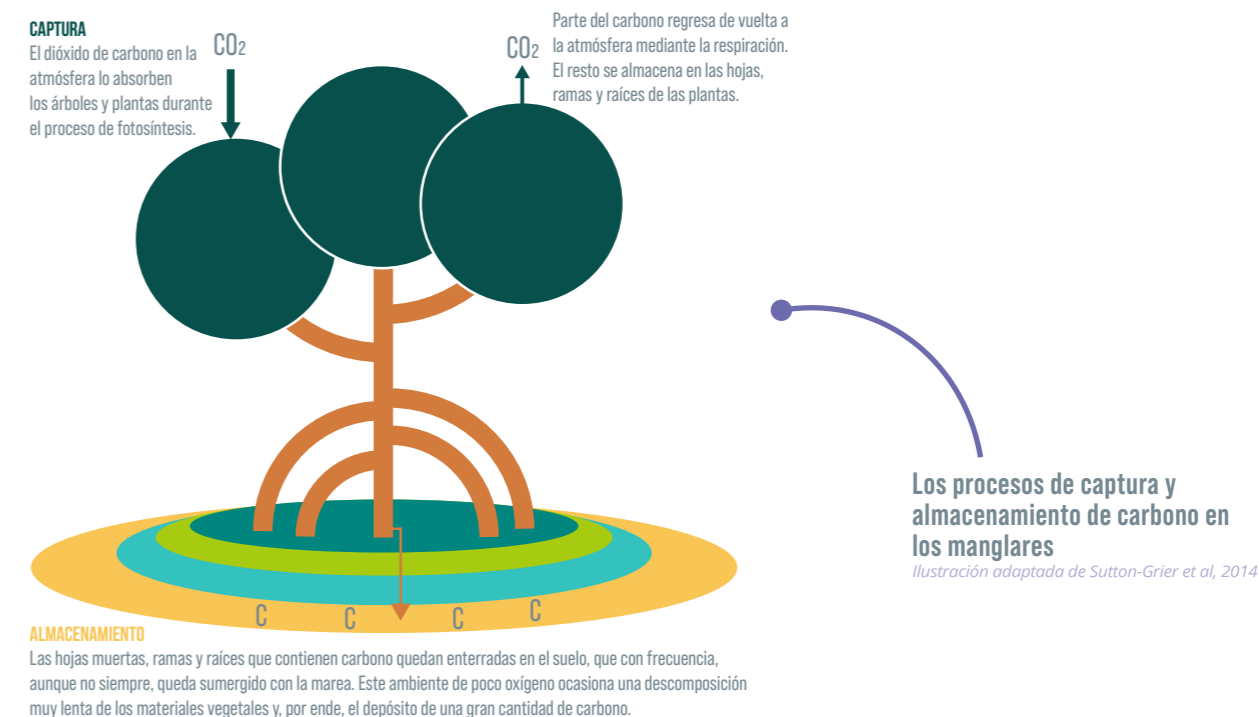 CAPTURA
El dióxido de carbono en la
atmósfera lo absorben
los árboles y plantas durante
el proceso de fotosíntesis.
CO₂
CO₂
Parte del carbono regresa de vuelta a
la atmósfera mediante la respiración.
El resto se almacena en las hojas,
ramas y raíces de las plantas.
Los procesos de captura y
almacenamiento de carbono en
los manglares
Ilustración adaptada de Sutton-Grier et al, 2014
C C C C
ALMACENAMIENTO
Las hojas muertas, ramas y raíces que contienen carbono quedan enterradas en el suelo, que con frecuencia,
aunque no siempre, queda sumergido con la marea. Este ambiente de poco oxígeno ocasiona una descomposición
muy lenta de los materiales vegetales y, por ende, el depósito de una gran cantidad de carbono.